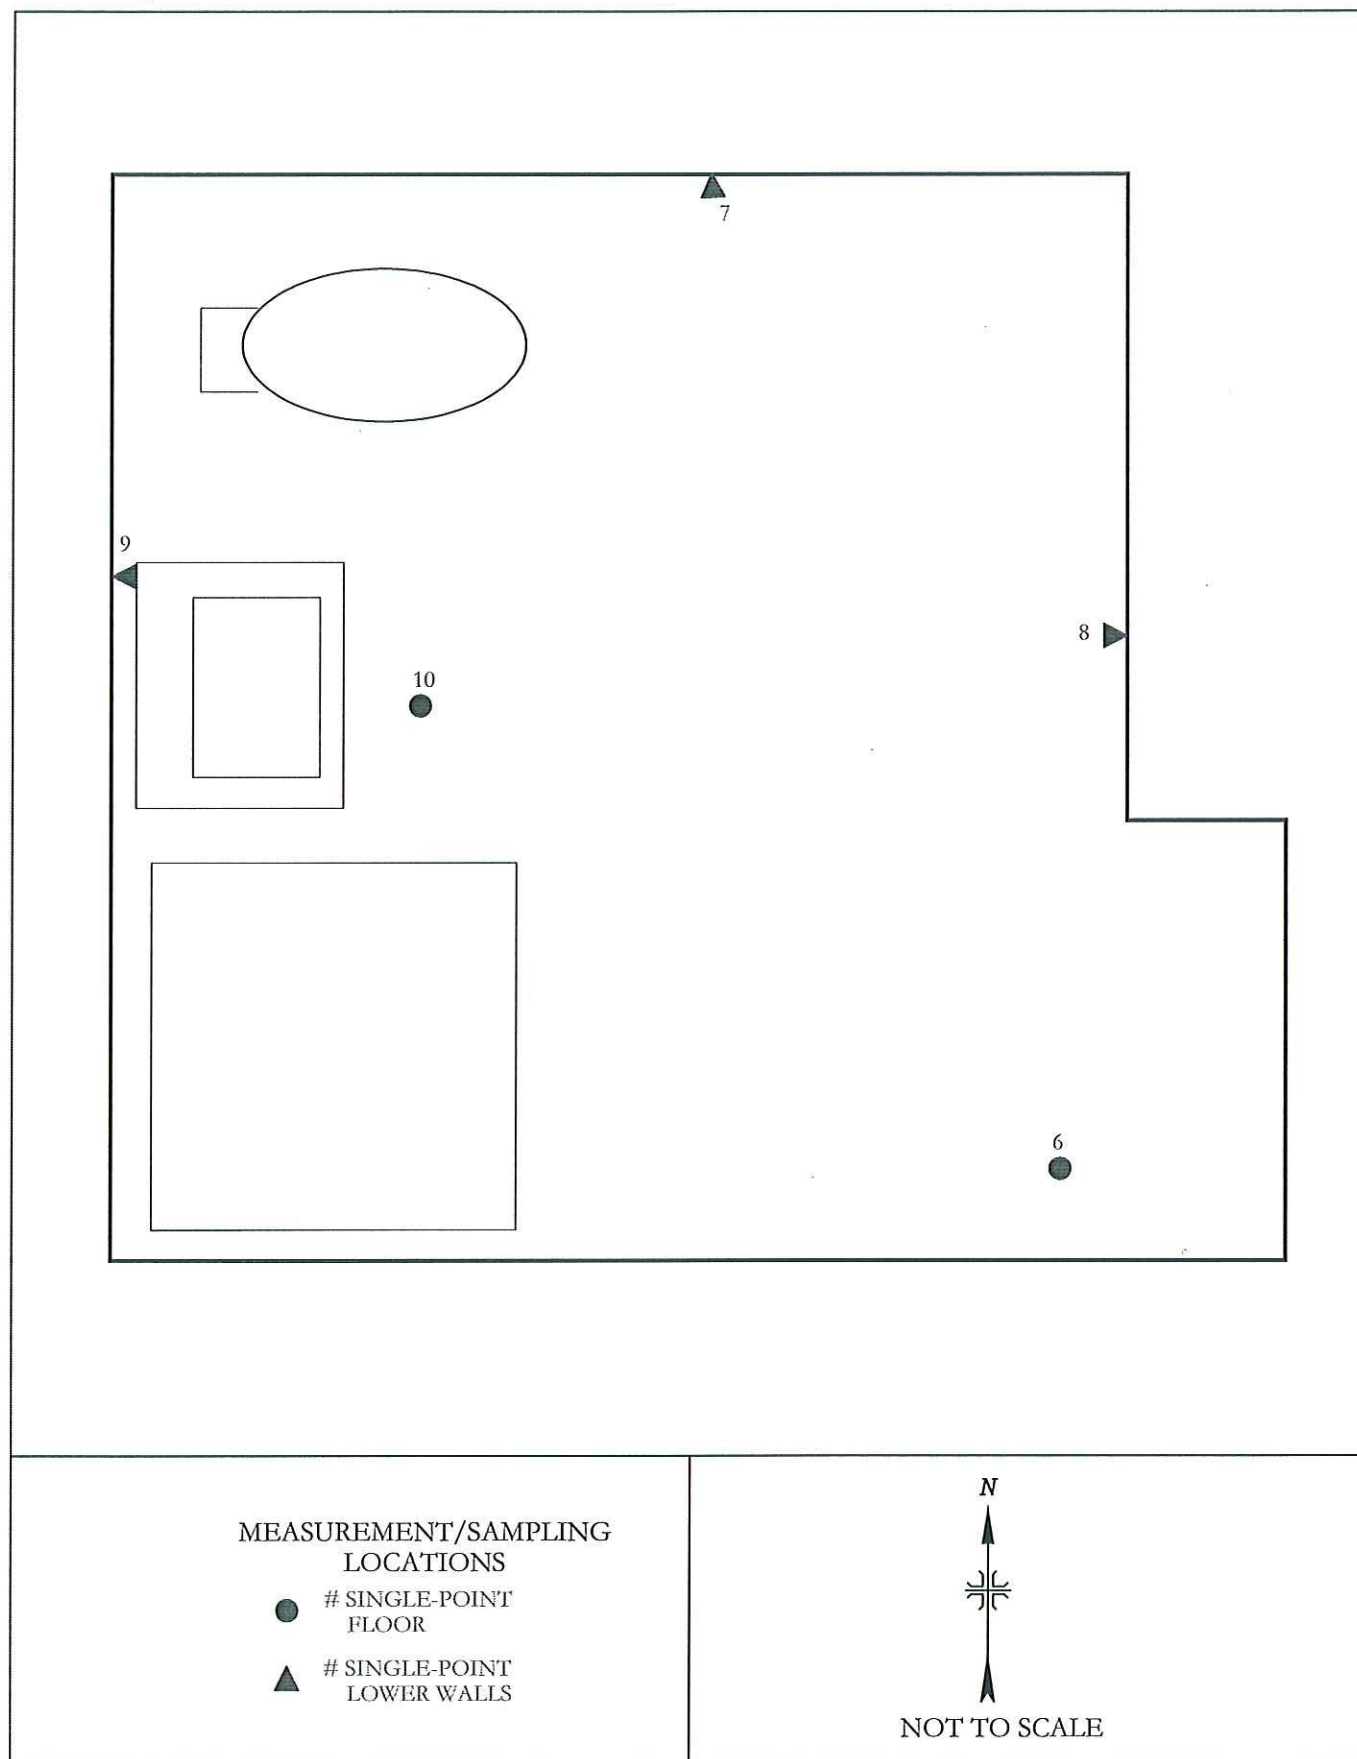 7
9
8
10
6
MEASUREMENT/SAMPLING
LOCATIONS
# SINGLE-POINT
FLOOR
# SINGLE-POINT
LOWER WALLS
N
NOT TO SCALE